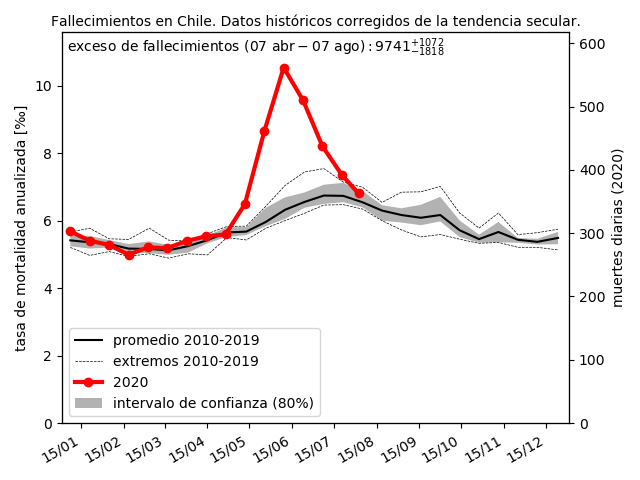 Fallecimientos en Chile. Datos históricos corregidos de la tendencia secular.
exceso de fallecimientos (07 abr − 07 ago) : 9741 +1072 −1818
tasa de mortalidad anualizada [‰]
10
8
6
4
2
0
600
500
400
300
200
100
0
muertes diarias (2020)
promedio 2010-2019
extremos 2010-2019
2020
intervalo de confianza (80%)
15/01 15/02 15/03 15/04 15/05 15/06 15/07 15/08 15/09 15/10 15/11 15/12